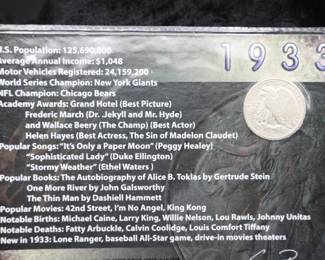 1933
U.S. Population: 125,690,000
Average Annual Income: $1,048
Motor Vehicles Registered: 24,159,200
World Series Champion: New York Giants
NFL Champion: Chicago Bears
Academy Awards: Grand Hotel (Best Picture)
Frederic March (Dr. Jekyll and Mr. Hyde)
and Wallace Beery (The Champ) (Best Actor)
Helen Hayes (Best Actress, The Sin of Madelon Claudet)
Popular Songs: "It's Only a Paper Moon" (Peggy Healey)
"Sophisticated Lady" (Duke Ellington)
"Stormy Weather" (Ethel Waters )
Popular Books: The Autobiography of Alice B. Toklas by Gertrude Stein
One More River by John Galsworthy
The Thin Man by Dashiell Hammett
Popular Movies: 42nd Street, I'm No Angel, King Kong
Notable Births: Michael Caine, Larry King, Willie Nelson, Lou Rawls, Johnny Unitas
Notable Deaths: Fatty Arbuckle, Calvin Coolidge, Louis Comfort Tiffany
New in 1933: Lone Ranger, baseball All-Star game, drive-in movies theaters